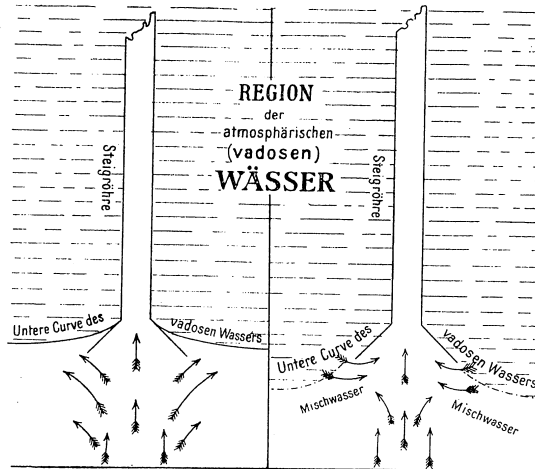 REGION
der
atmosphärischen
(vadosen)
WÄSSER
Steigröhre
Steigröhre
Untere Curve des vadosen Wassers
Untere Curve des vadosen Wassers
Mischwasser
Mischwasser